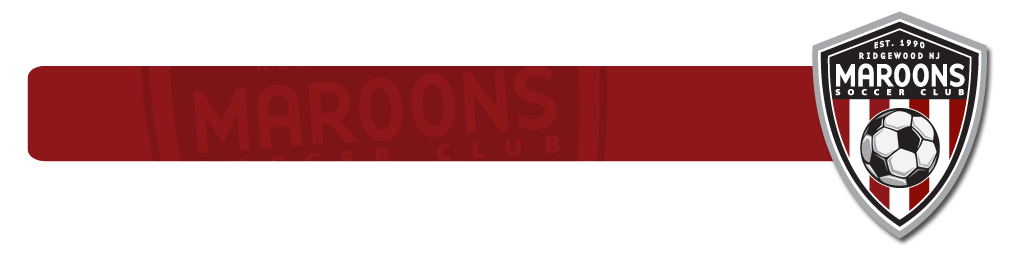 EST. 1990
RIDGEWOOD NJ
MAROONS
SOCCER CLUB
MAROONS
SOCCER CLUB